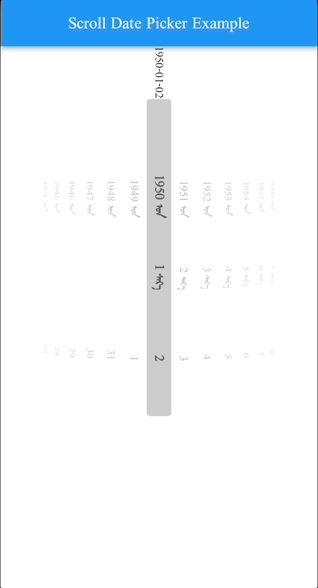 Scroll Date Picker Example
1950-01-02
1946 ᠣᠨ 29
1947 ᠣᠨ 30
1948 ᠣᠨ 31
1949 ᠣᠨ 1
1950 ᠣᠨ 1 ᠰᠠᠷ᠎ᠠ 2
1951 ᠣᠨ 2 ᠰᠠᠷ᠎ᠠ 3
1952 ᠣᠨ 3 ᠰᠠᠷ᠎ᠠ 4
1953 ᠣᠨ 4 ᠰᠠᠷ᠎ᠠ 5
1954 ᠣᠨ 5 ᠰᠠᠷ᠎ᠠ 6